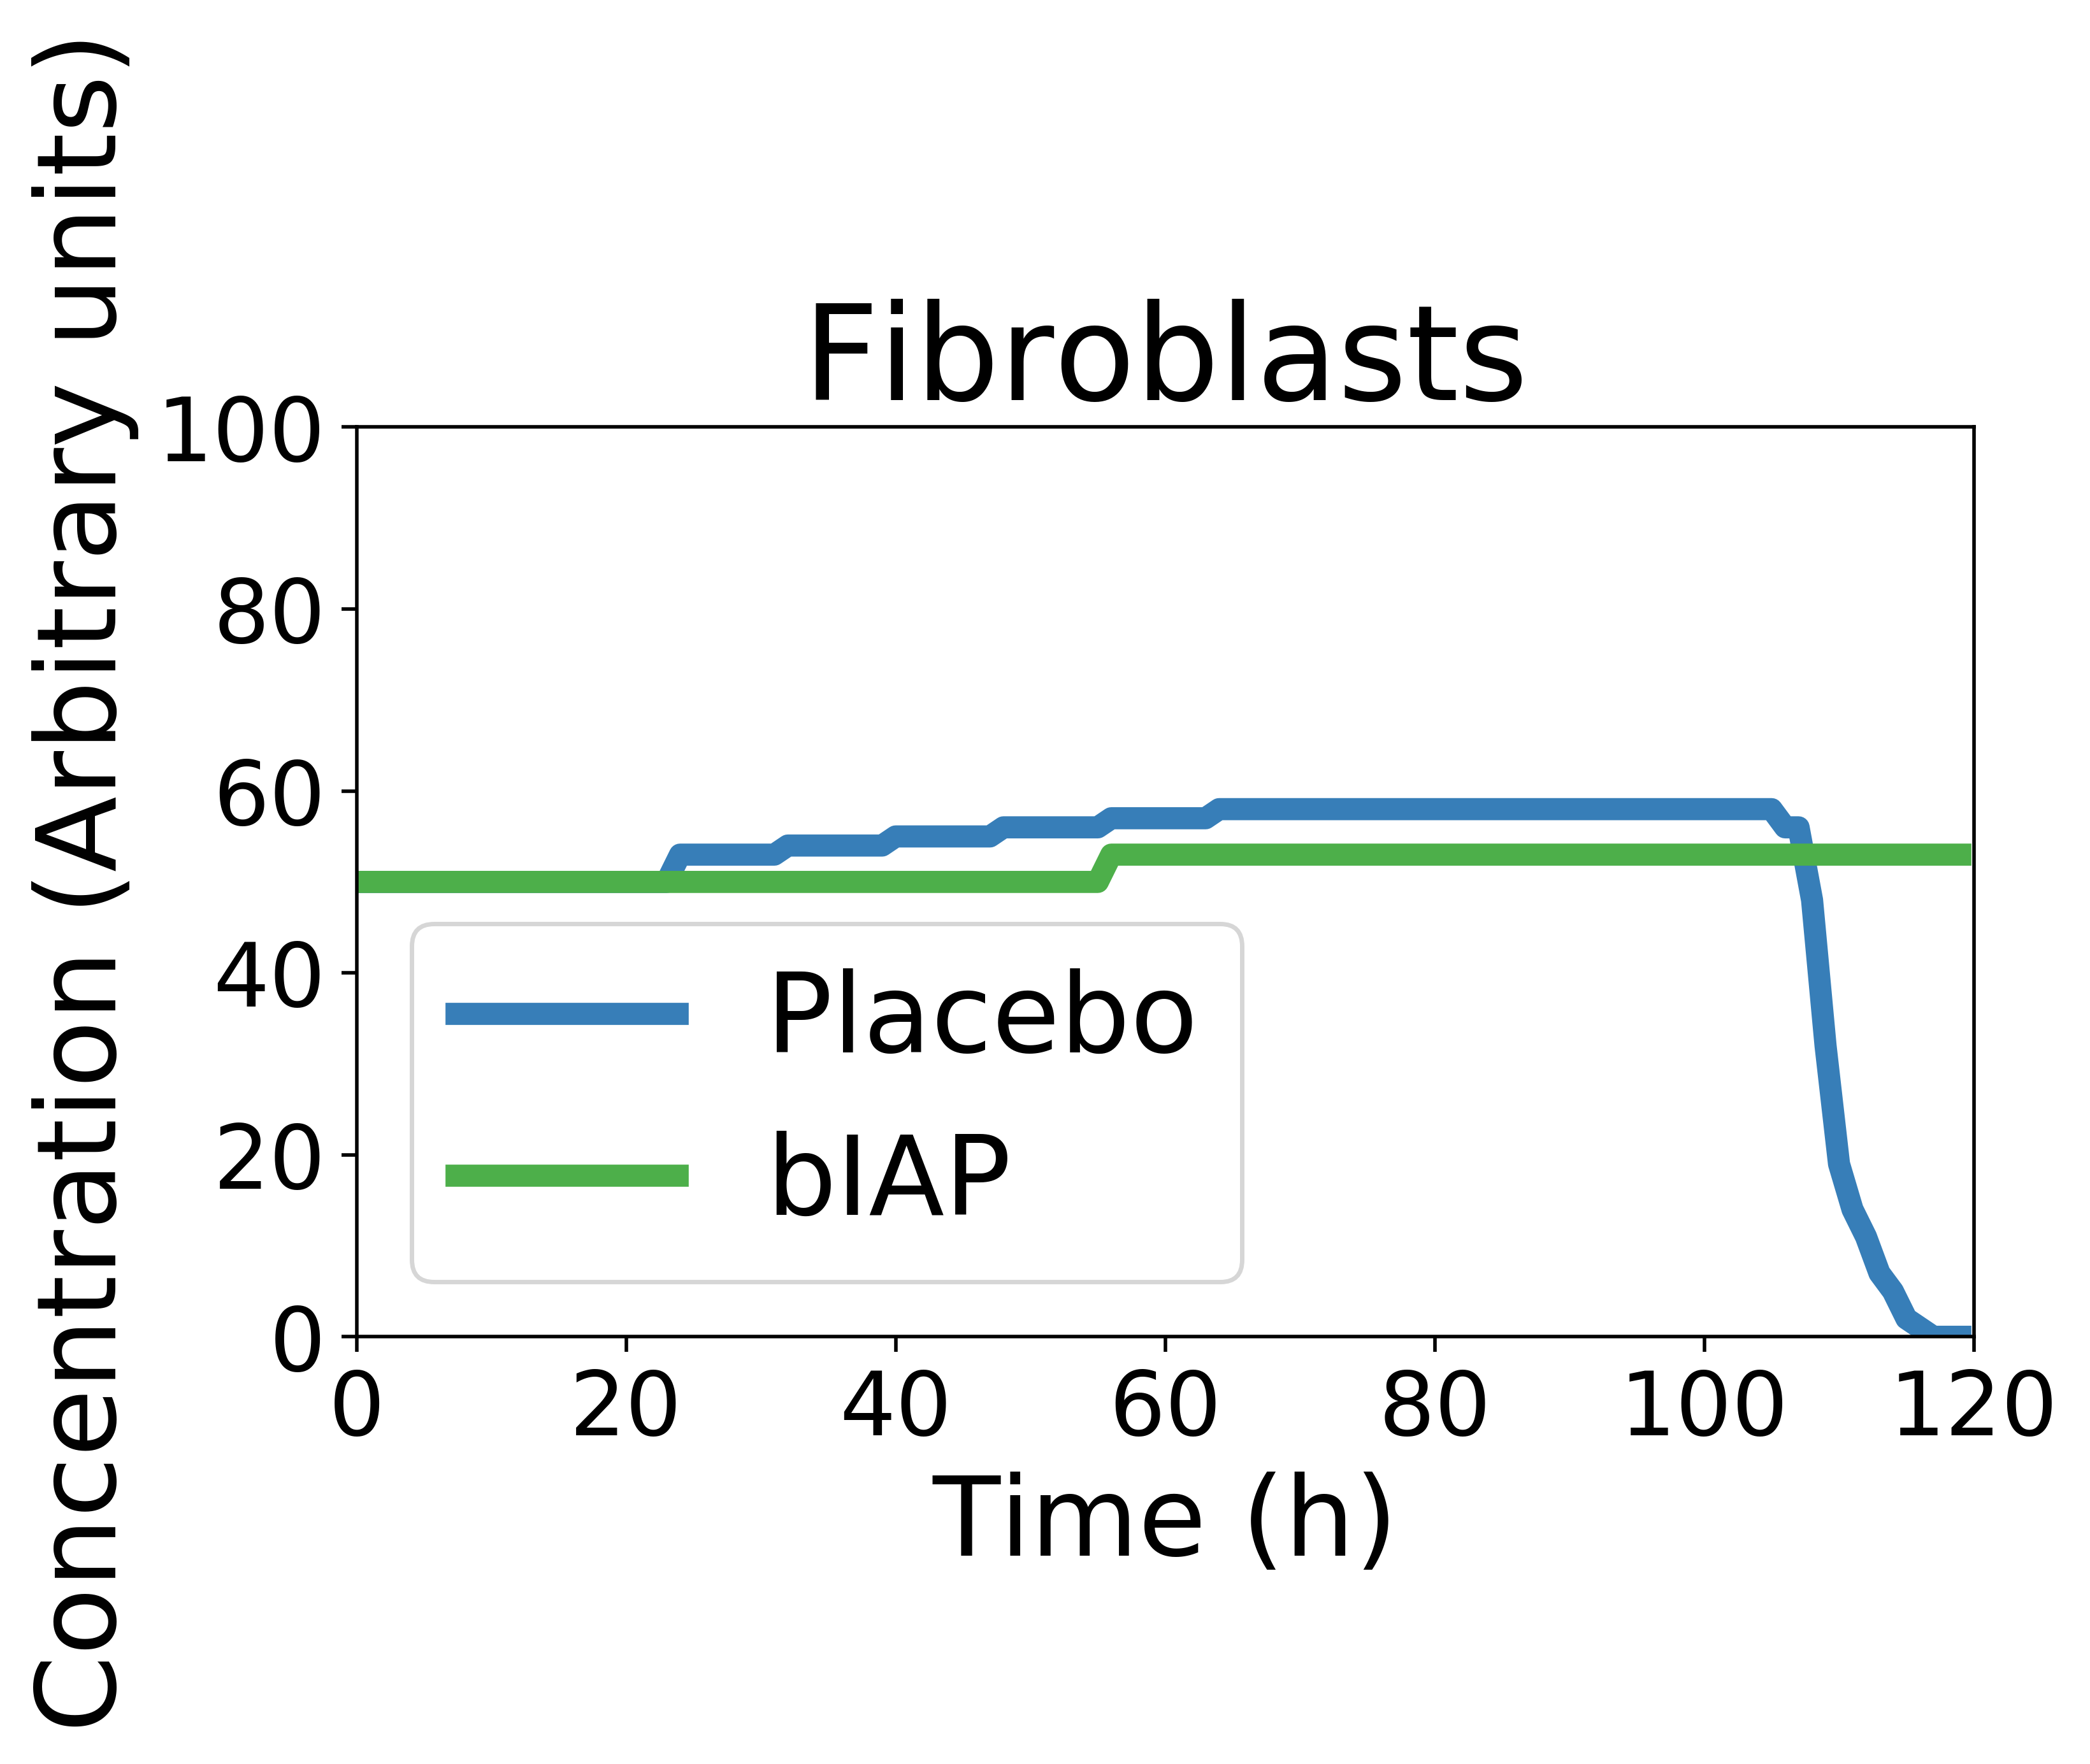 Fibroblasts
Concentration (Arbitrary units)
100
80
60
40
20
0
Placebo
bIAP
0 20 40 60 80 100 120
Time (h)